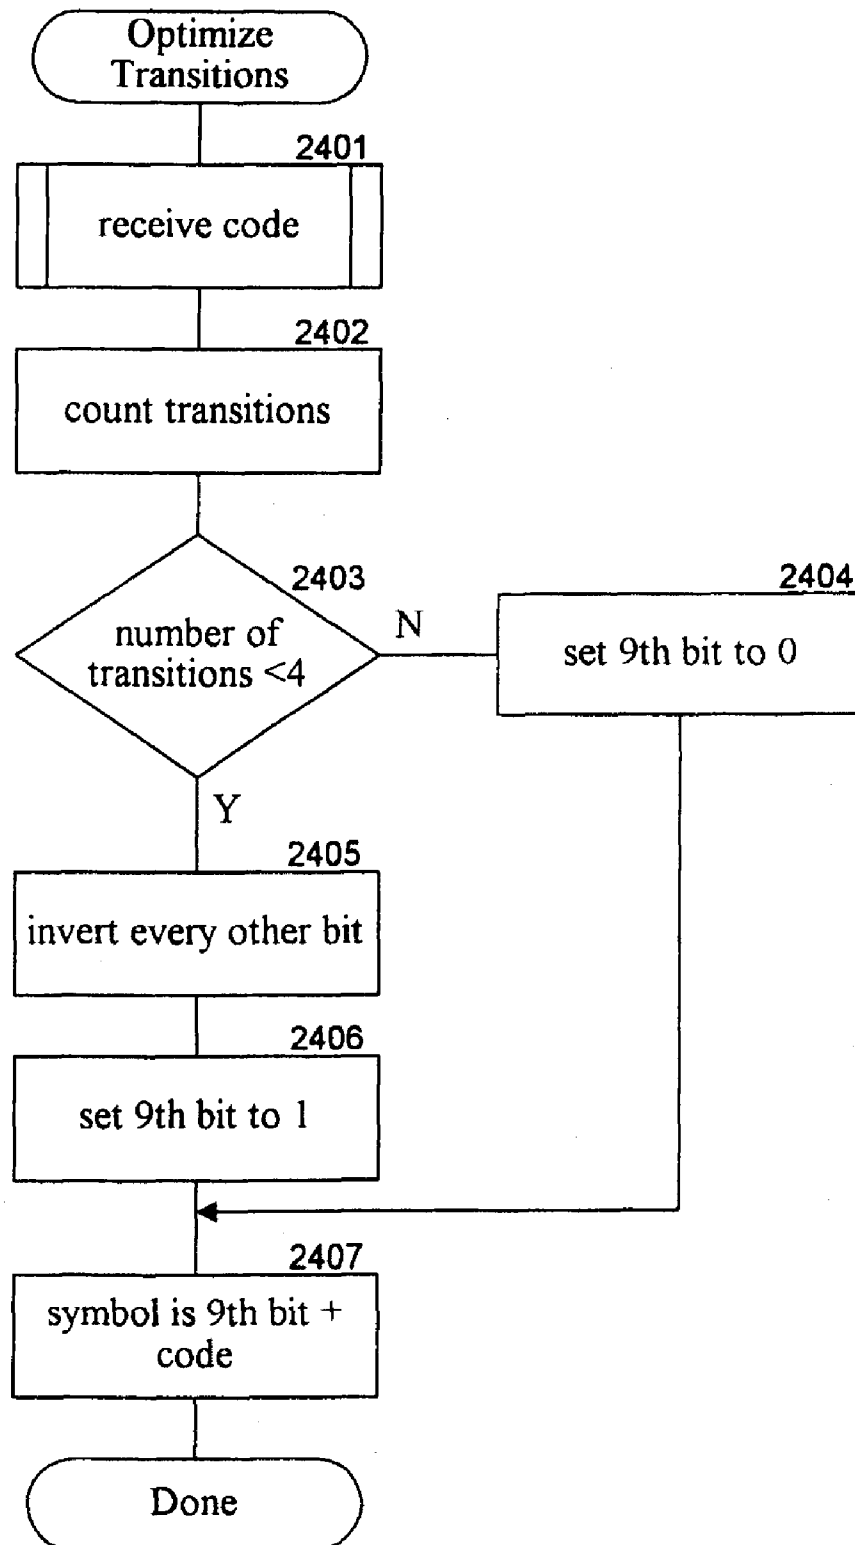 Optimize
Transitions
2401
receive code
2402
count transitions
2403
number of
transitions <4
N
2404
set 9th bit to 0
Y
2405
invert every other bit
2406
set 9th bit to 1
2407
symbol is 9th bit +
code
Done